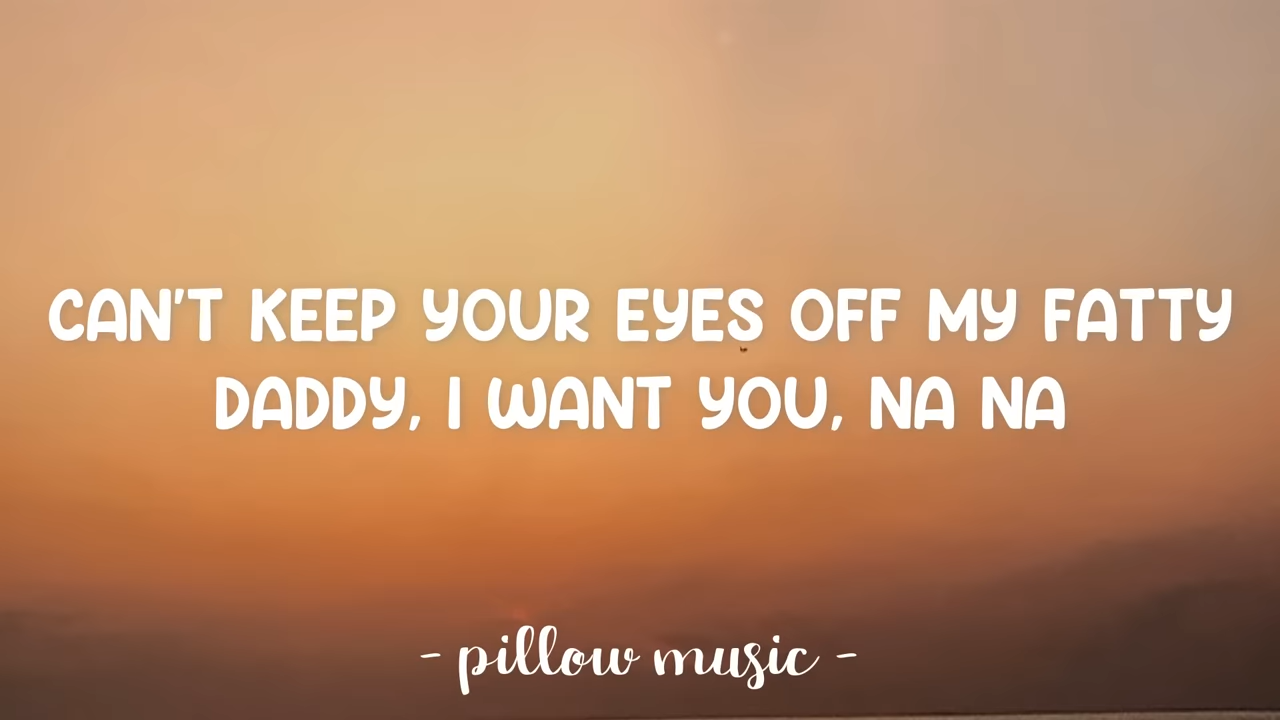 CAN'T KEEP YOUR EYES OFF MY FATTY
DADDY, I WANT YOU, NA NA
- pillow music -